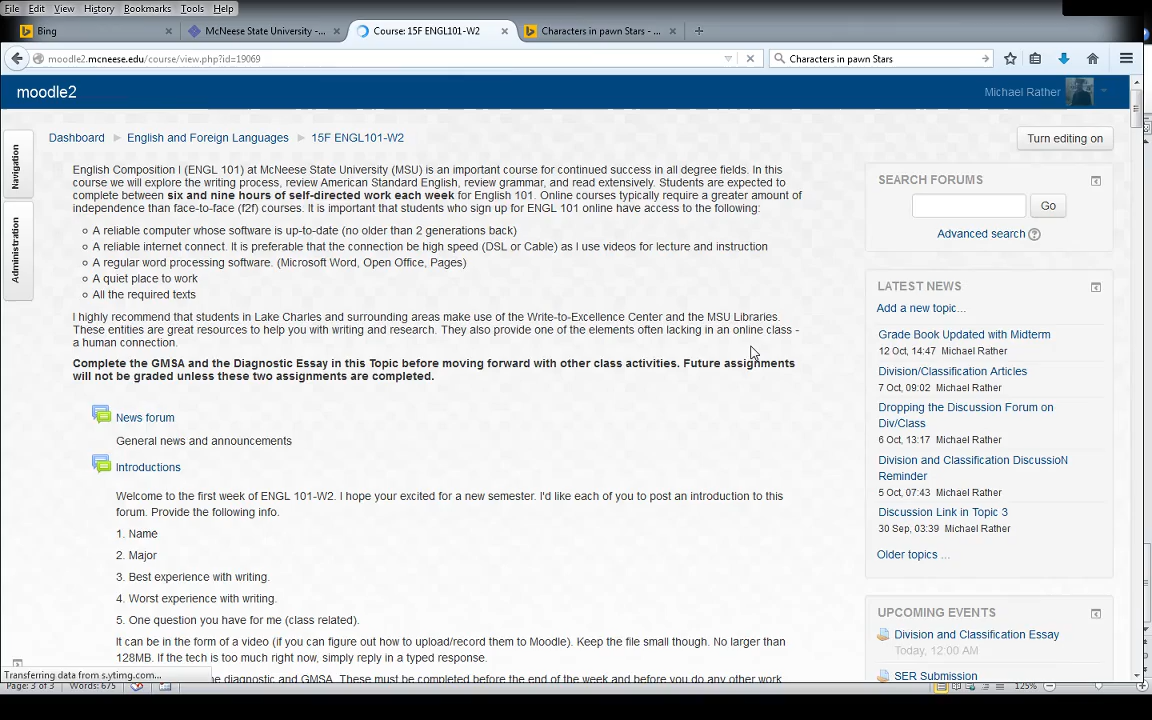 File Edit View History Bookmarks Tools Help
Bing
McNeese State University -...
Course: 15F ENGL101-W2
Characters in pawn Stars - ...
moodle2.mcneese.edu/course/view.php?id=19069
Characters in pawn Stars
moodle2
Michael Rather
Navigation
Administration
Dashboard
English and Foreign Languages
15F ENGL101-W2
Turn editing on
English Composition I (ENGL 101) at McNeese State University (MSU) is an important course for continued success in all degree fields. In this
course we will explore the writing process, review American Standard English, review grammar, and read extensively. Students are expected to
complete between six and nine hours of self-directed work each week for English 101. Online courses typically require a greater amount of
independence than face-to-face (f2f) courses. It is important that students who sign up for ENGL 101 online have access to the following:
A reliable computer whose software is up-to-date (no older than 2 generations back)
A reliable internet connect. It is preferable that the connection be high speed (DSL or Cable) as I use videos for lecture and instruction
A regular word processing software. (Microsoft Word, Open Office, Pages)
A quiet place to work
All the required texts
I highly recommend that students in Lake Charles and surrounding areas make use of the Write-to-Excellence Center and the MSU Libraries.
These entities are great resources to help you with writing and research. They also provide one of the elements often lacking in an online class -
a human connection.
Complete the GMSA and the Diagnostic Essay in this Topic before moving forward with other class activities. Future assignments
will not be graded unless these two assignments are completed.
News forum
General news and announcements
Introductions
Welcome to the first week of ENGL 101-W2. I hope your excited for a new semester. I'd like each of you to post an introduction to this
forum. Provide the following info.
1. Name
2. Major
3. Best experience with writing.
4. Worst experience with writing.
5. One question you have for me (class related).
It can be in the form of a video (if you can figure out how to upload/record them to Moodle). Keep the file small though. No larger than
128MB. If the tech is too much right now, simply reply in a typed response.
he diagnostic and GMSA. These must be completed before the end of the week and before you do any other work
SEARCH FORUMS
Go
Advanced search
LATEST NEWS
Add a new topic...
Grade Book Updated with Midterm
12 Oct, 14:47 Michael Rather
Division/Classification Articles
7 Oct, 09:02 Michael Rather
Dropping the Discussion Forum on
Div/Class
6 Oct, 13:17 Michael Rather
Division and Classification DiscussioN
Reminder
5 Oct, 07:43 Michael Rather
Discussion Link in Topic 3
30 Sep, 03:39 Michael Rather
Older topics ...
UPCOMING EVENTS
Division and Classification Essay
Today, 12:00 AM
SER Submission
Transferring data from s.ytimg.com...
Page: 3 of 3 Words: 675
125%